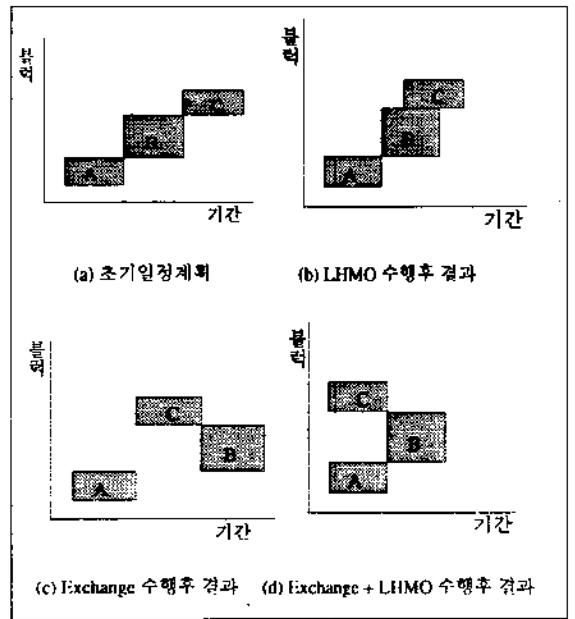 블럭
블럭
C
C
B
B
A
A
기간
기간
(a) 초기일정계획
(b) LHMO 수행후 결과
블럭
블럭
C
C
B
B
A
A
기간
기간
(c) Exchange 수행후 결과
(d) Exchange + LHMO 수행후 결과